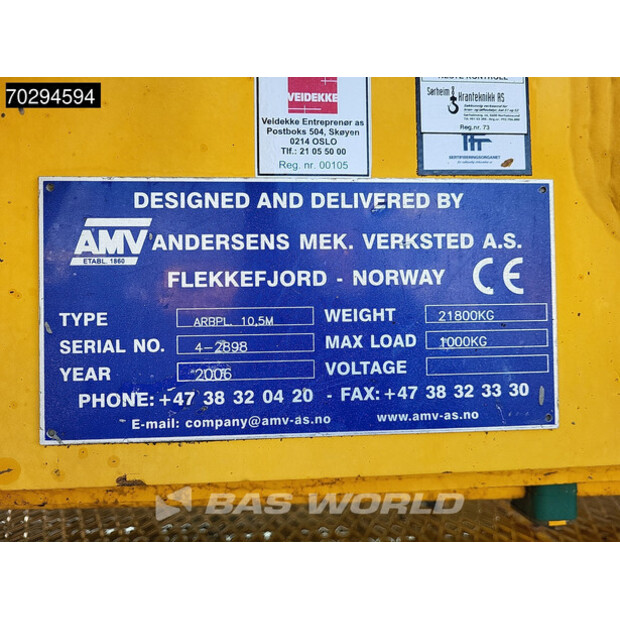 70294594
VEIDEKKE
Veidekke Entreprenør as
Postboks 504, Skøyen
0214 OSLO
Tlf.: 21 05 50 00
Reg. nr. 00105
Sørheim Kranteknikk AS
Reg.nr. 73
DESIGNED AND DELIVERED BY
AMV ANDERSENS MEK. VERKSTED A.S.
ETABL. 1860
FLEKKEFJORD - NORWAY CE
TYPE ARBPL. 10,5M WEIGHT 21800KG
SERIAL NO. 4-2898 MAX LOAD 1000KG
YEAR 2006 VOLTAGE
PHONE: +47 38 32 04 20 - FAX: +47 38 32 33 30
E-mail: company@amv-as.no www.amv-as.no
BAS WORLD